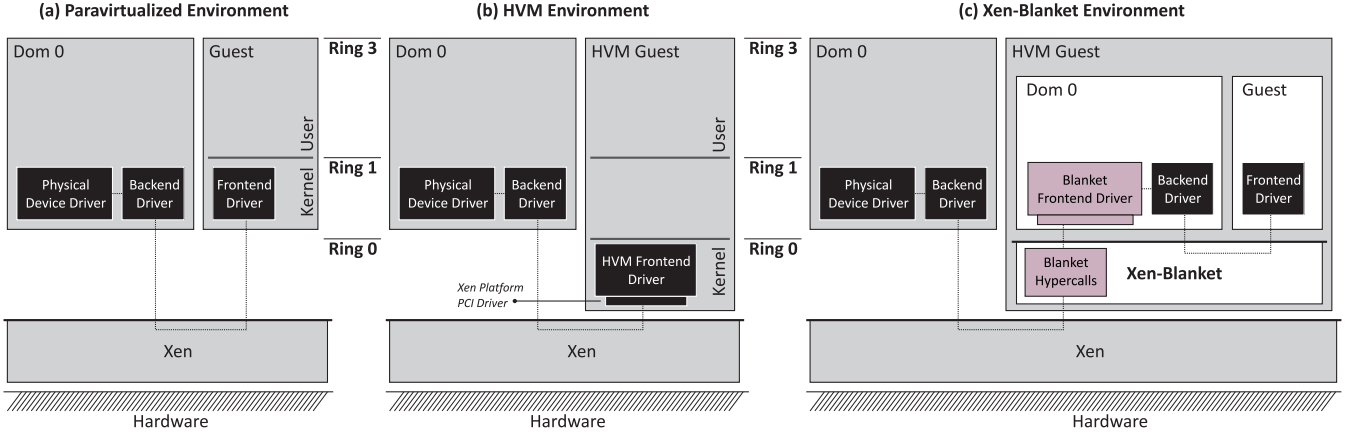 (a) Paravirtualized Environment
Dom 0
Guest
User
Kernel
Physical
Device Driver
Backend
Driver
Frontend
Driver
Xen
Hardware
Ring 3
Ring 1
Ring 0
(b) HVM Environment
Dom 0
HVM Guest
User
Kernel
Physical
Device Driver
Backend
Driver
HVM Frontend
Driver
Xen Platform
PCI Driver
Xen
Hardware
Ring 3
Ring 1
Ring 0
(c) Xen-Blanket Environment
Dom 0
HVM Guest
Dom 0
Guest
Physical
Device Driver
Backend
Driver
Blanket
Frontend Driver
Backend
Driver
Frontend
Driver
Blanket
Hypercalls
Xen-Blanket
Xen
Hardware